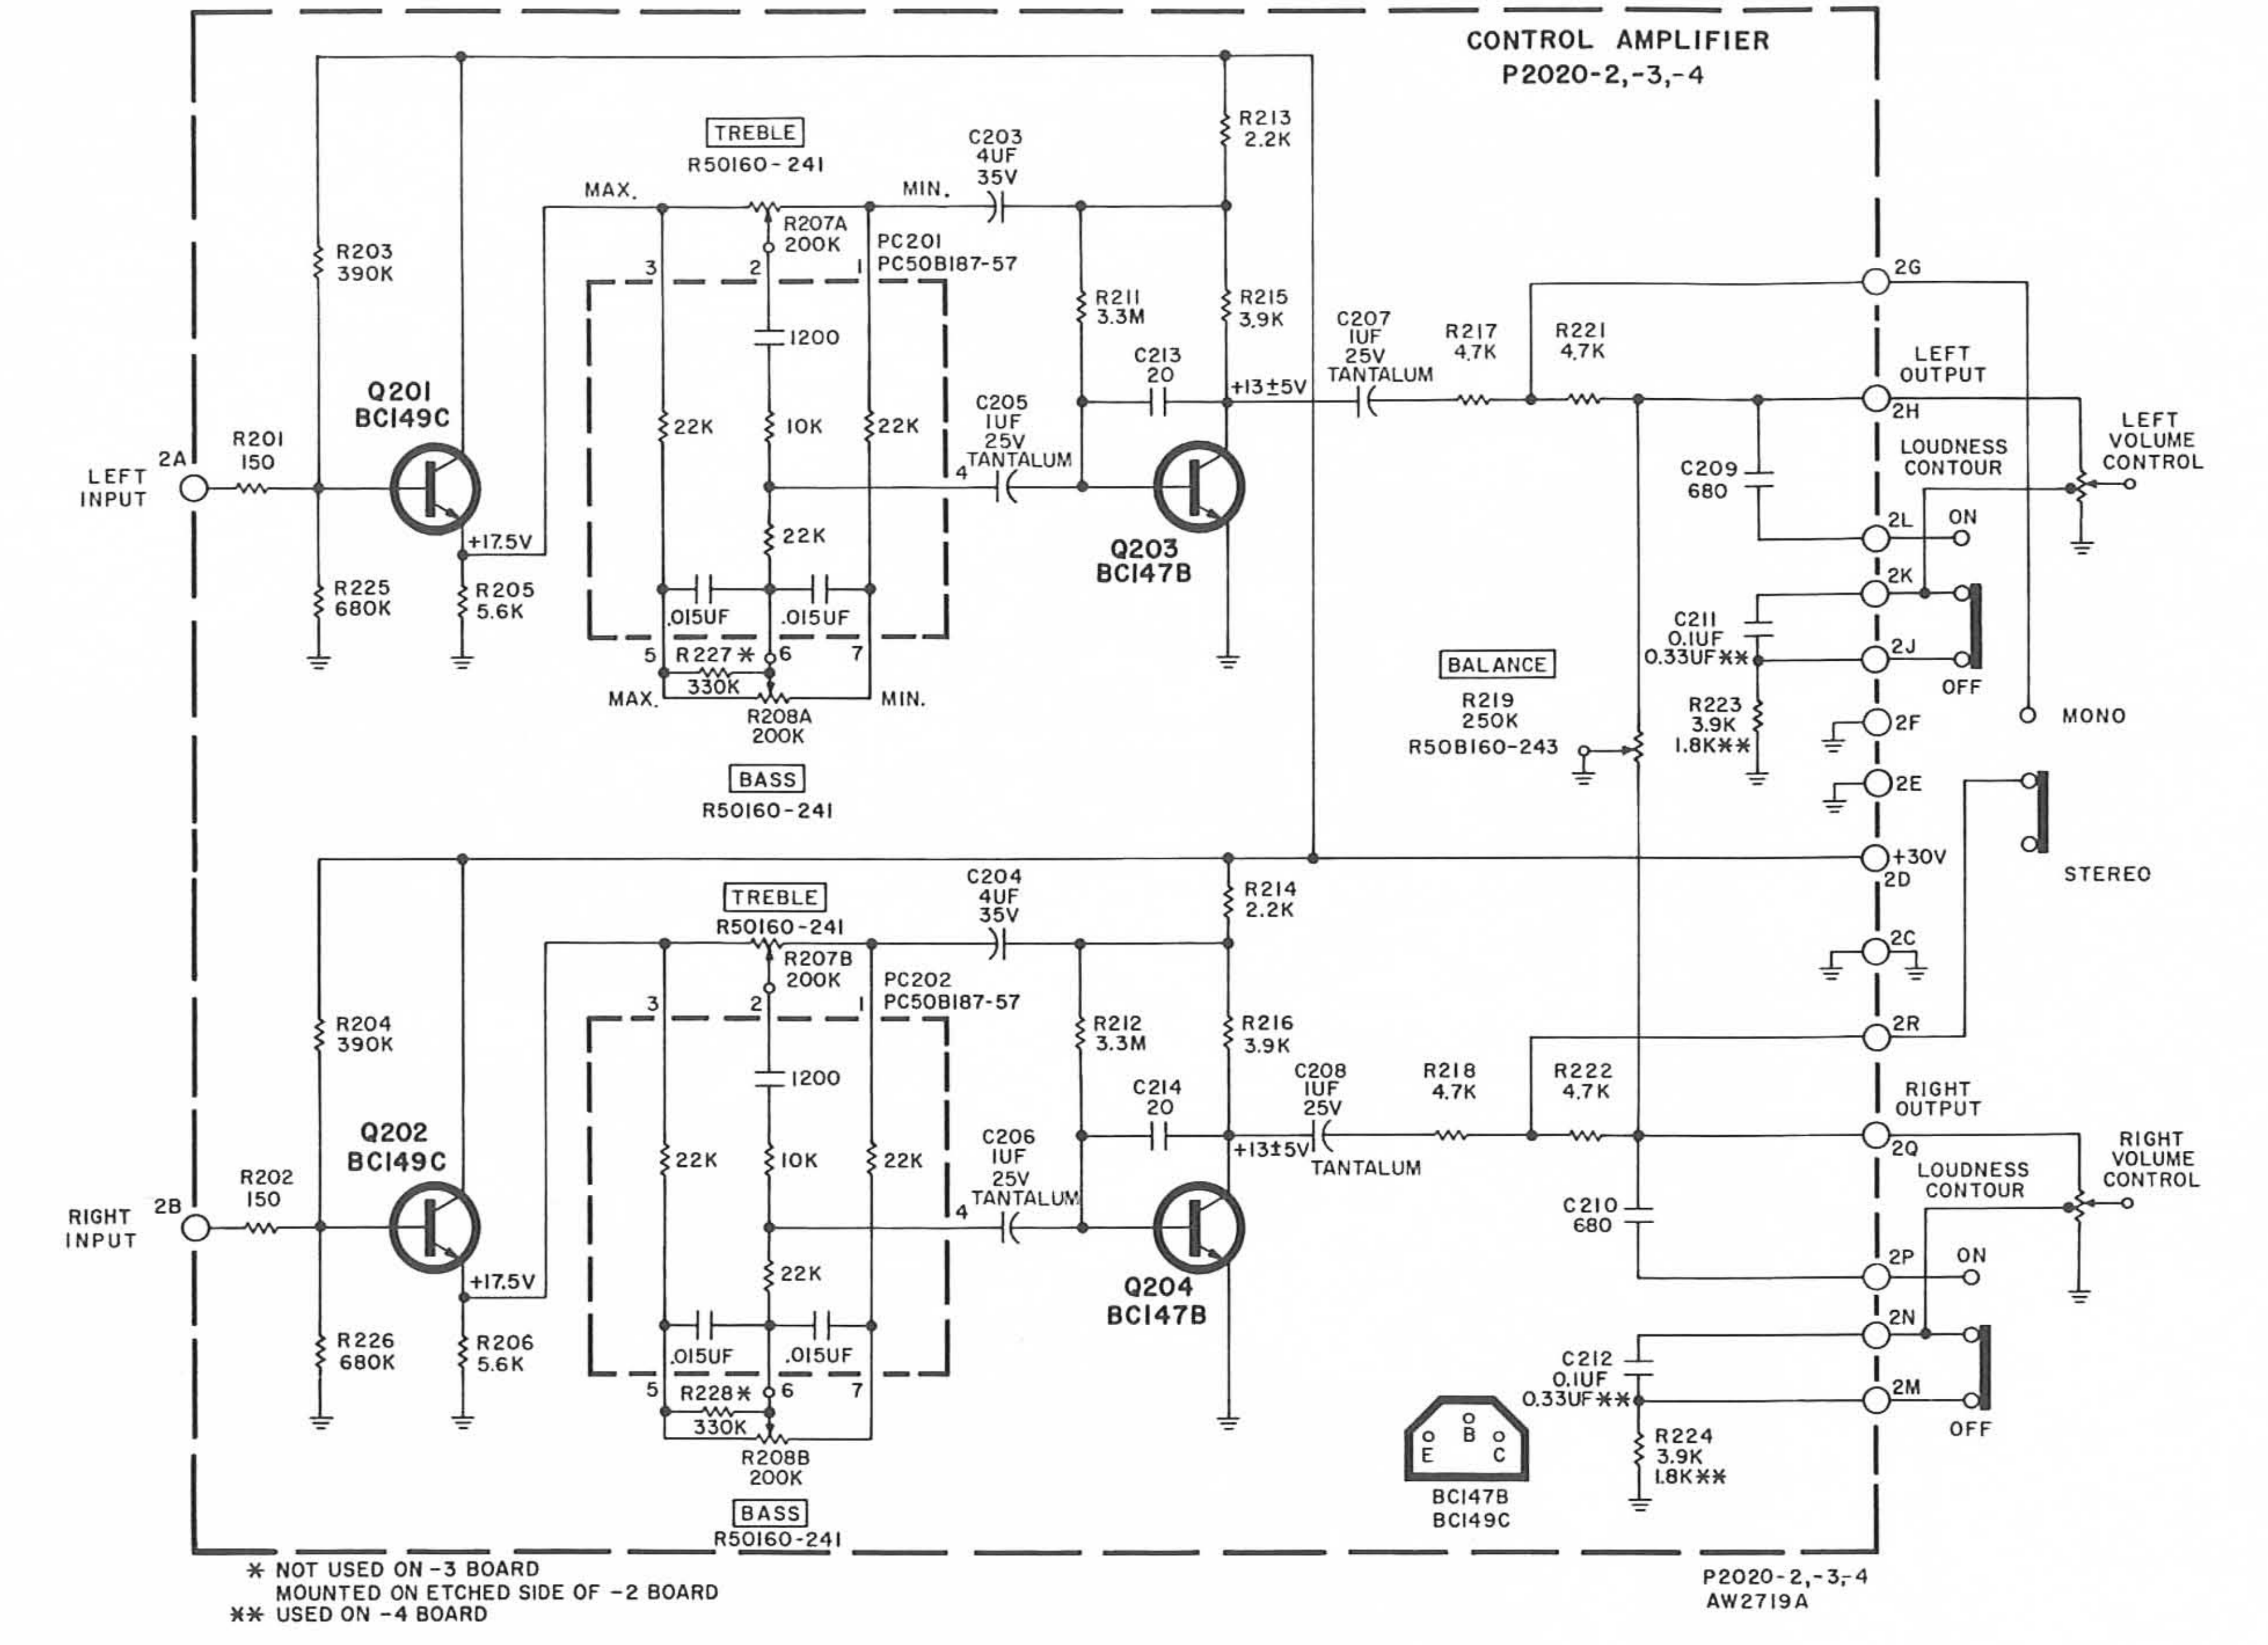 CONTROL AMPLIFIER
P2020-2,-3,-4
TREBLE
R50160-241
C203
4UF
35V
R213
2.2K
MAX.
MIN.
R207A
200K
PC201
PC50B187-57
3
2
1
R203
390K
1200
R211
3.3M
R215
3.9K
C213
20
+13±5V
C207
1UF
25V
TANTALUM
R217
4.7K
R221
4.7K
2G
LEFT
OUTPUT
2H
Q201
BC149C
22K
10K
22K
C205
1UF
25V
TANTALUM
4
LEFT
INPUT
2A
R201
150
+17.5V
22K
Q203
BC147B
C209
680
LOUDNESS
CONTOUR
LEFT
VOLUME
CONTROL
2L
ON
2K
R225
680K
R205
5.6K
.015UF
.015UF
5
R227 *
6
7
330K
MAX.
MIN.
R208A
200K
BASS
R50160-241
C211
0.1UF
0.33UF**
2J
OFF
BALANCE
R219
250K
R50B160-243
R223
3.9K
1.8K**
2F
MONO
2E
+30V
2D
STEREO
TREBLE
R50160-241
C204
4UF
35V
R214
2.2K
R207B
200K
PC202
PC50B187-57
3
2
1
2C
R204
390K
1200
R212
3.3M
R216
3.9K
C214
20
+13±5V
C208
1UF
25V
TANTALUM
R218
4.7K
R222
4.7K
2R
RIGHT
OUTPUT
2Q
Q202
BC149C
22K
10K
22K
C206
1UF
25V
TANTALUM
4
RIGHT
INPUT
2B
R202
150
+17.5V
22K
Q204
BC147B
C210
680
LOUDNESS
CONTOUR
RIGHT
VOLUME
CONTROL
2P
ON
2N
R226
680K
R206
5.6K
.015UF
.015UF
5
R228*
6
7
330K
R208B
200K
BASS
R50160-241
C212
0.1UF
0.33UF**
2M
OFF
R224
3.9K
1.8K**
B
E
C
BC147B
BC149C
* NOT USED ON -3 BOARD
MOUNTED ON ETCHED SIDE OF -2 BOARD
** USED ON -4 BOARD
P2020-2,-3,-4
AW2719A